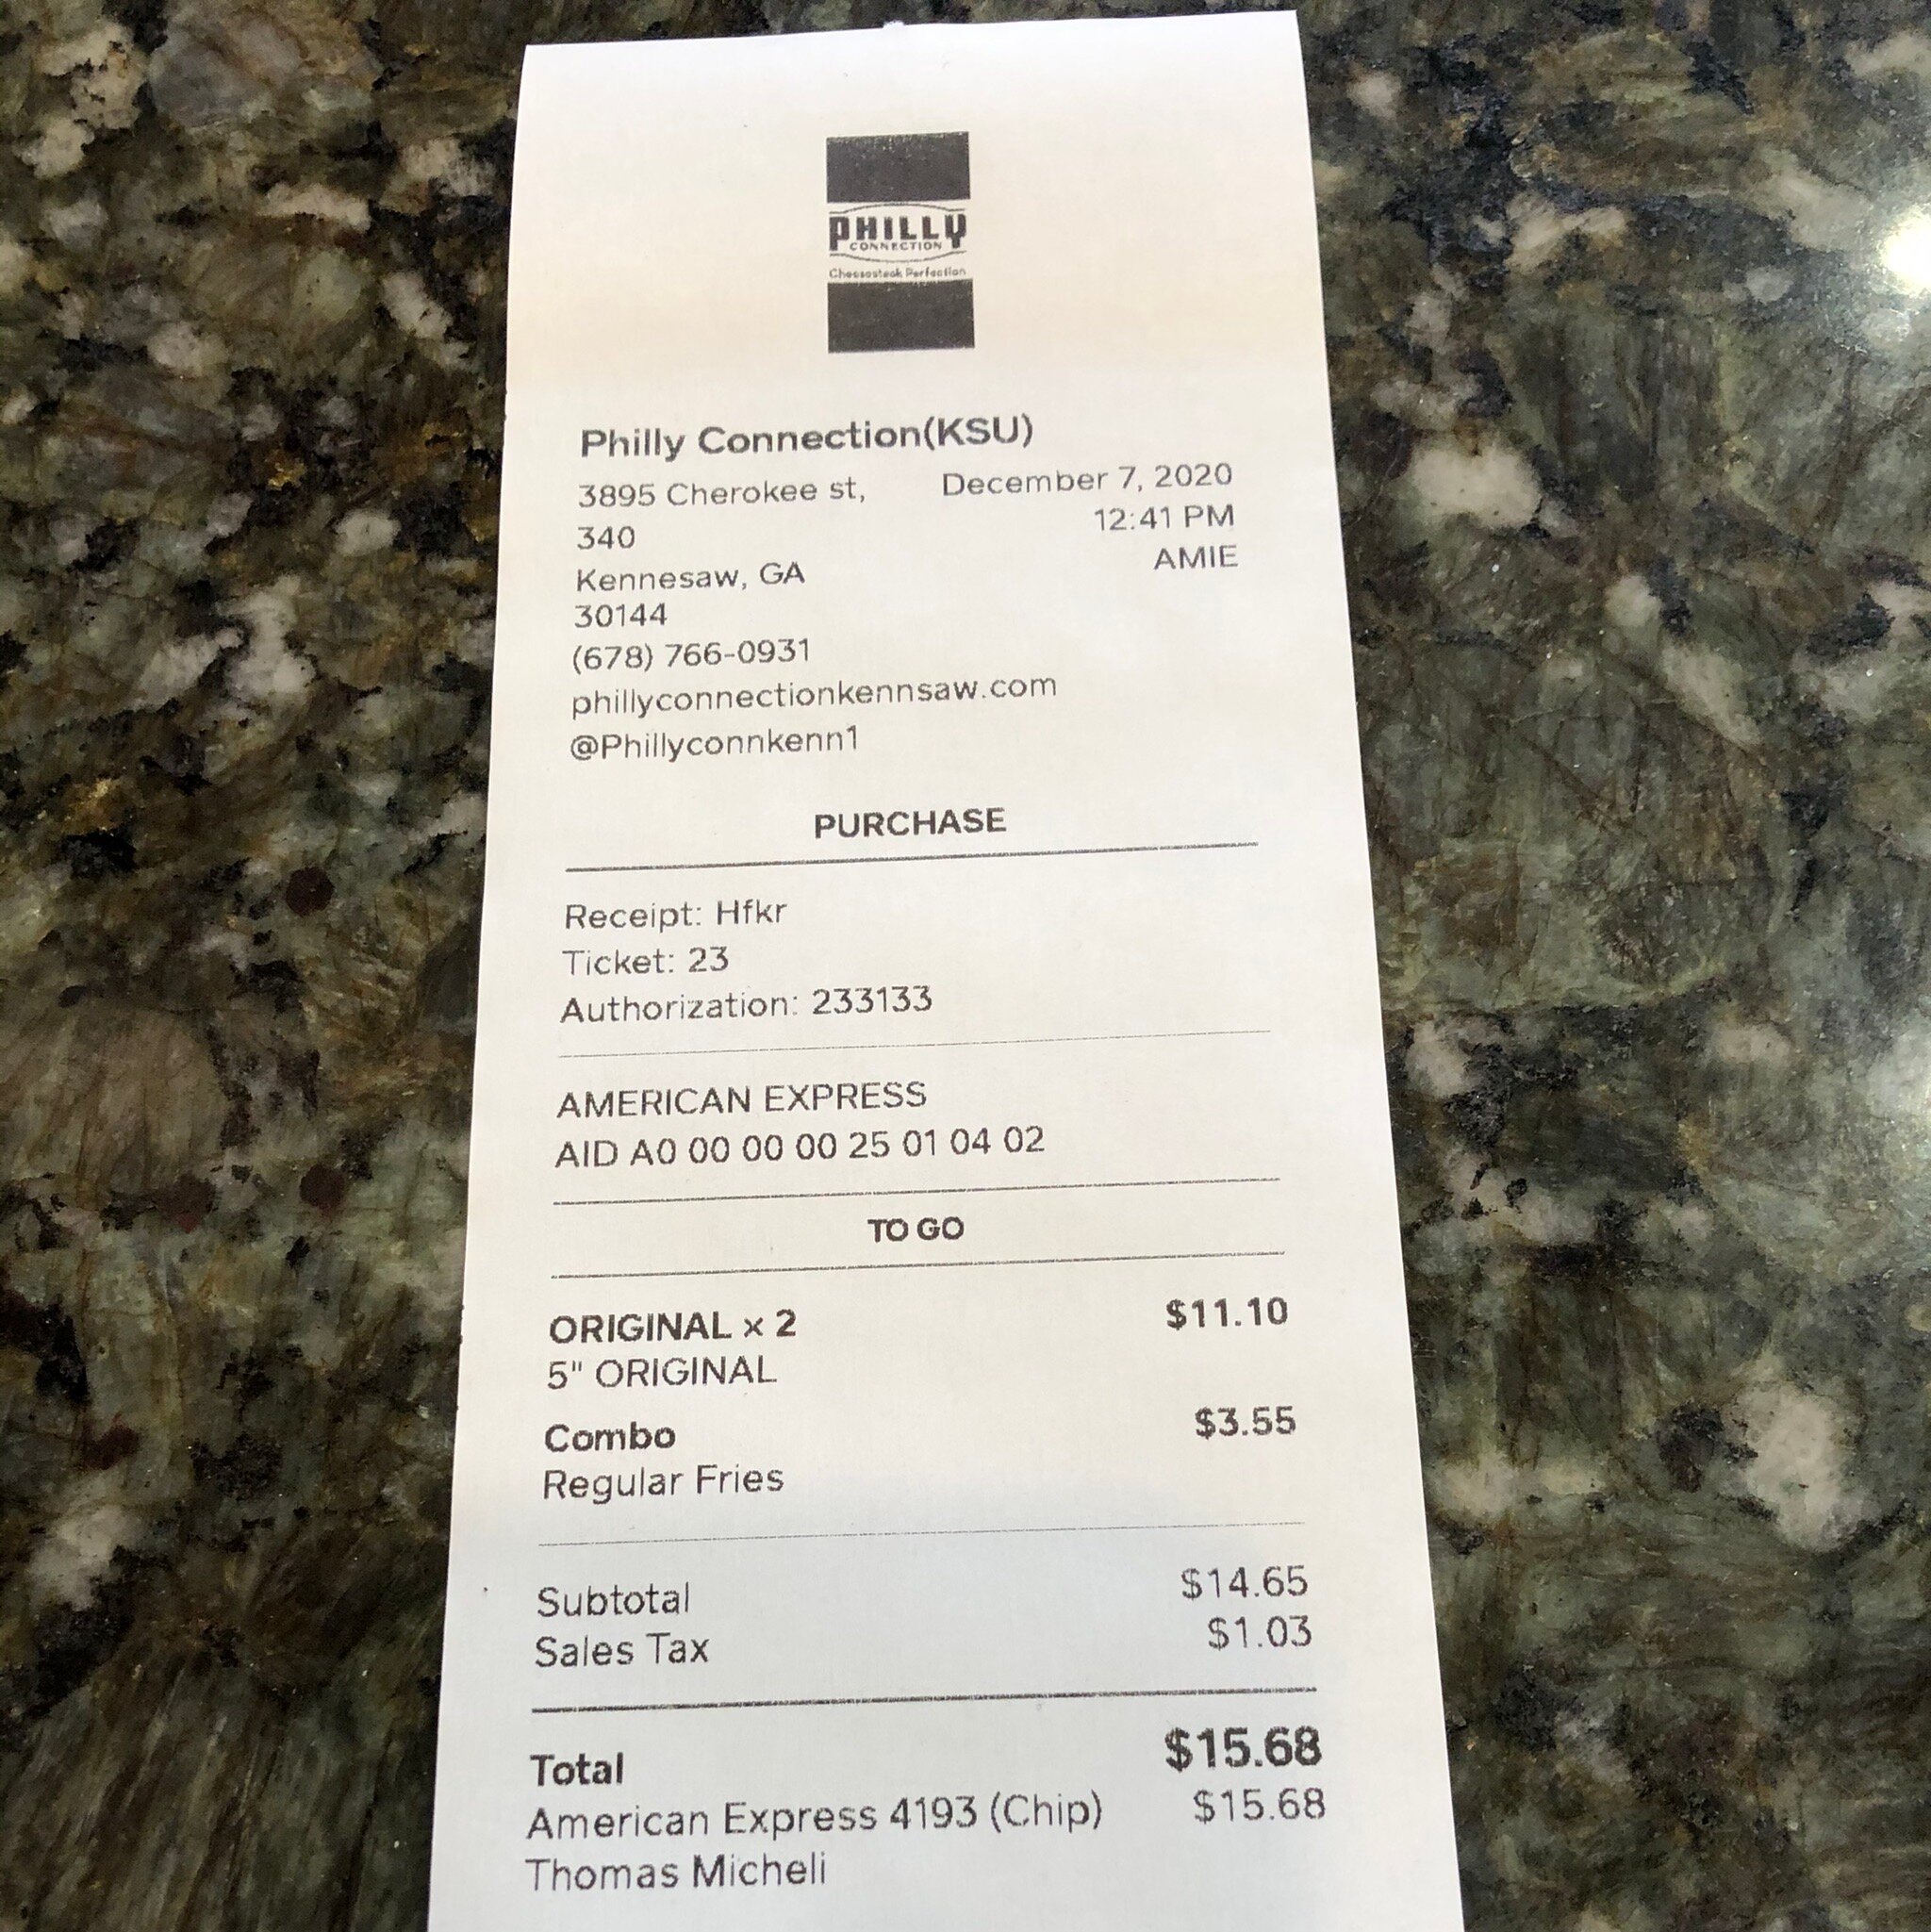 PHILLY
CONNECTION
Cheesesteak Perfection
Philly Connection(KSU)
3895 Cherokee st,
340
Kennesaw, GA
30144
(678) 766-0931
phillyconnectionkennsaw.com
@Phillyconnkenn1
December 7, 2020
12:41 PM
AMIE
PURCHASE
Receipt: Hfkr
Ticket: 23
Authorization: 233133
AMERICAN EXPRESS
AID A0 00 00 00 25 01 04 02
TO GO
ORIGINAL x 2 $11.10
5" ORIGINAL
Combo $3.55
Regular Fries
Subtotal $14.65
Sales Tax $1.03
Total $15.68
American Express 4193 (Chip) $15.68
Thomas Micheli